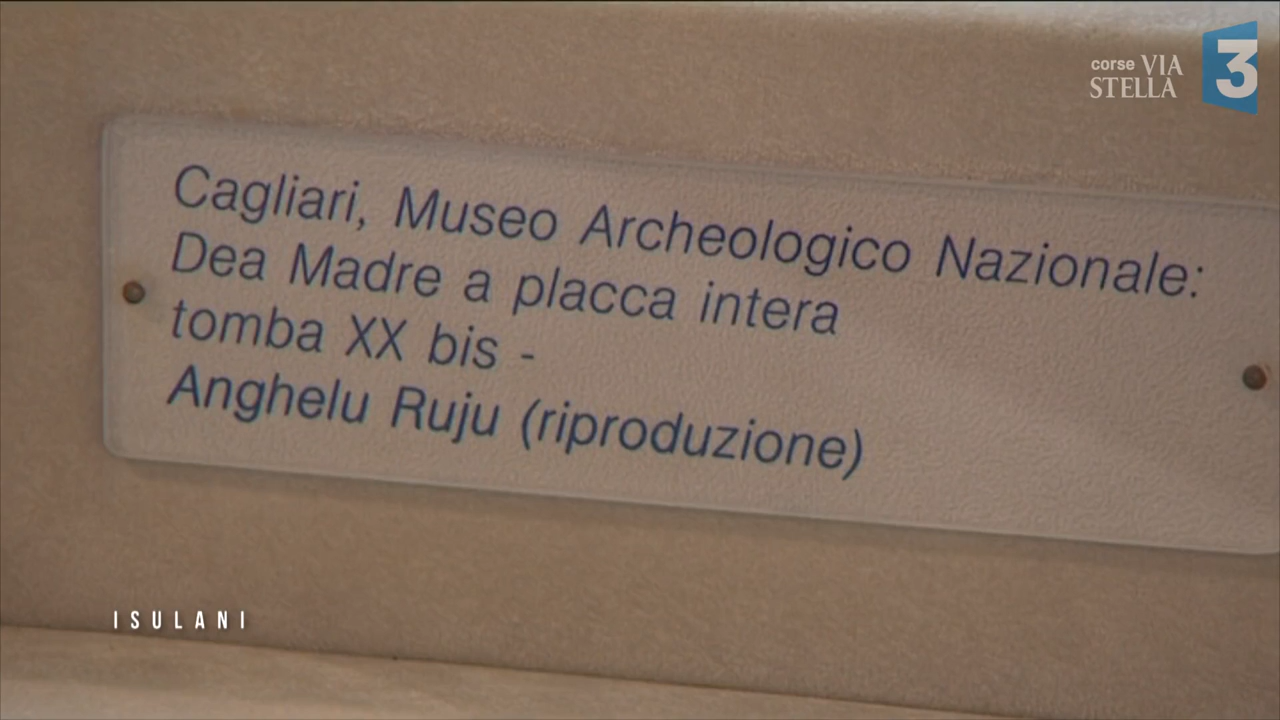 corse VIA
STELLA
3
Cagliari, Museo Archeologico Nazionale:
Dea Madre a placca intera
tomba XX bis -
Anghelu Ruju (riproduzione)
ISULANI